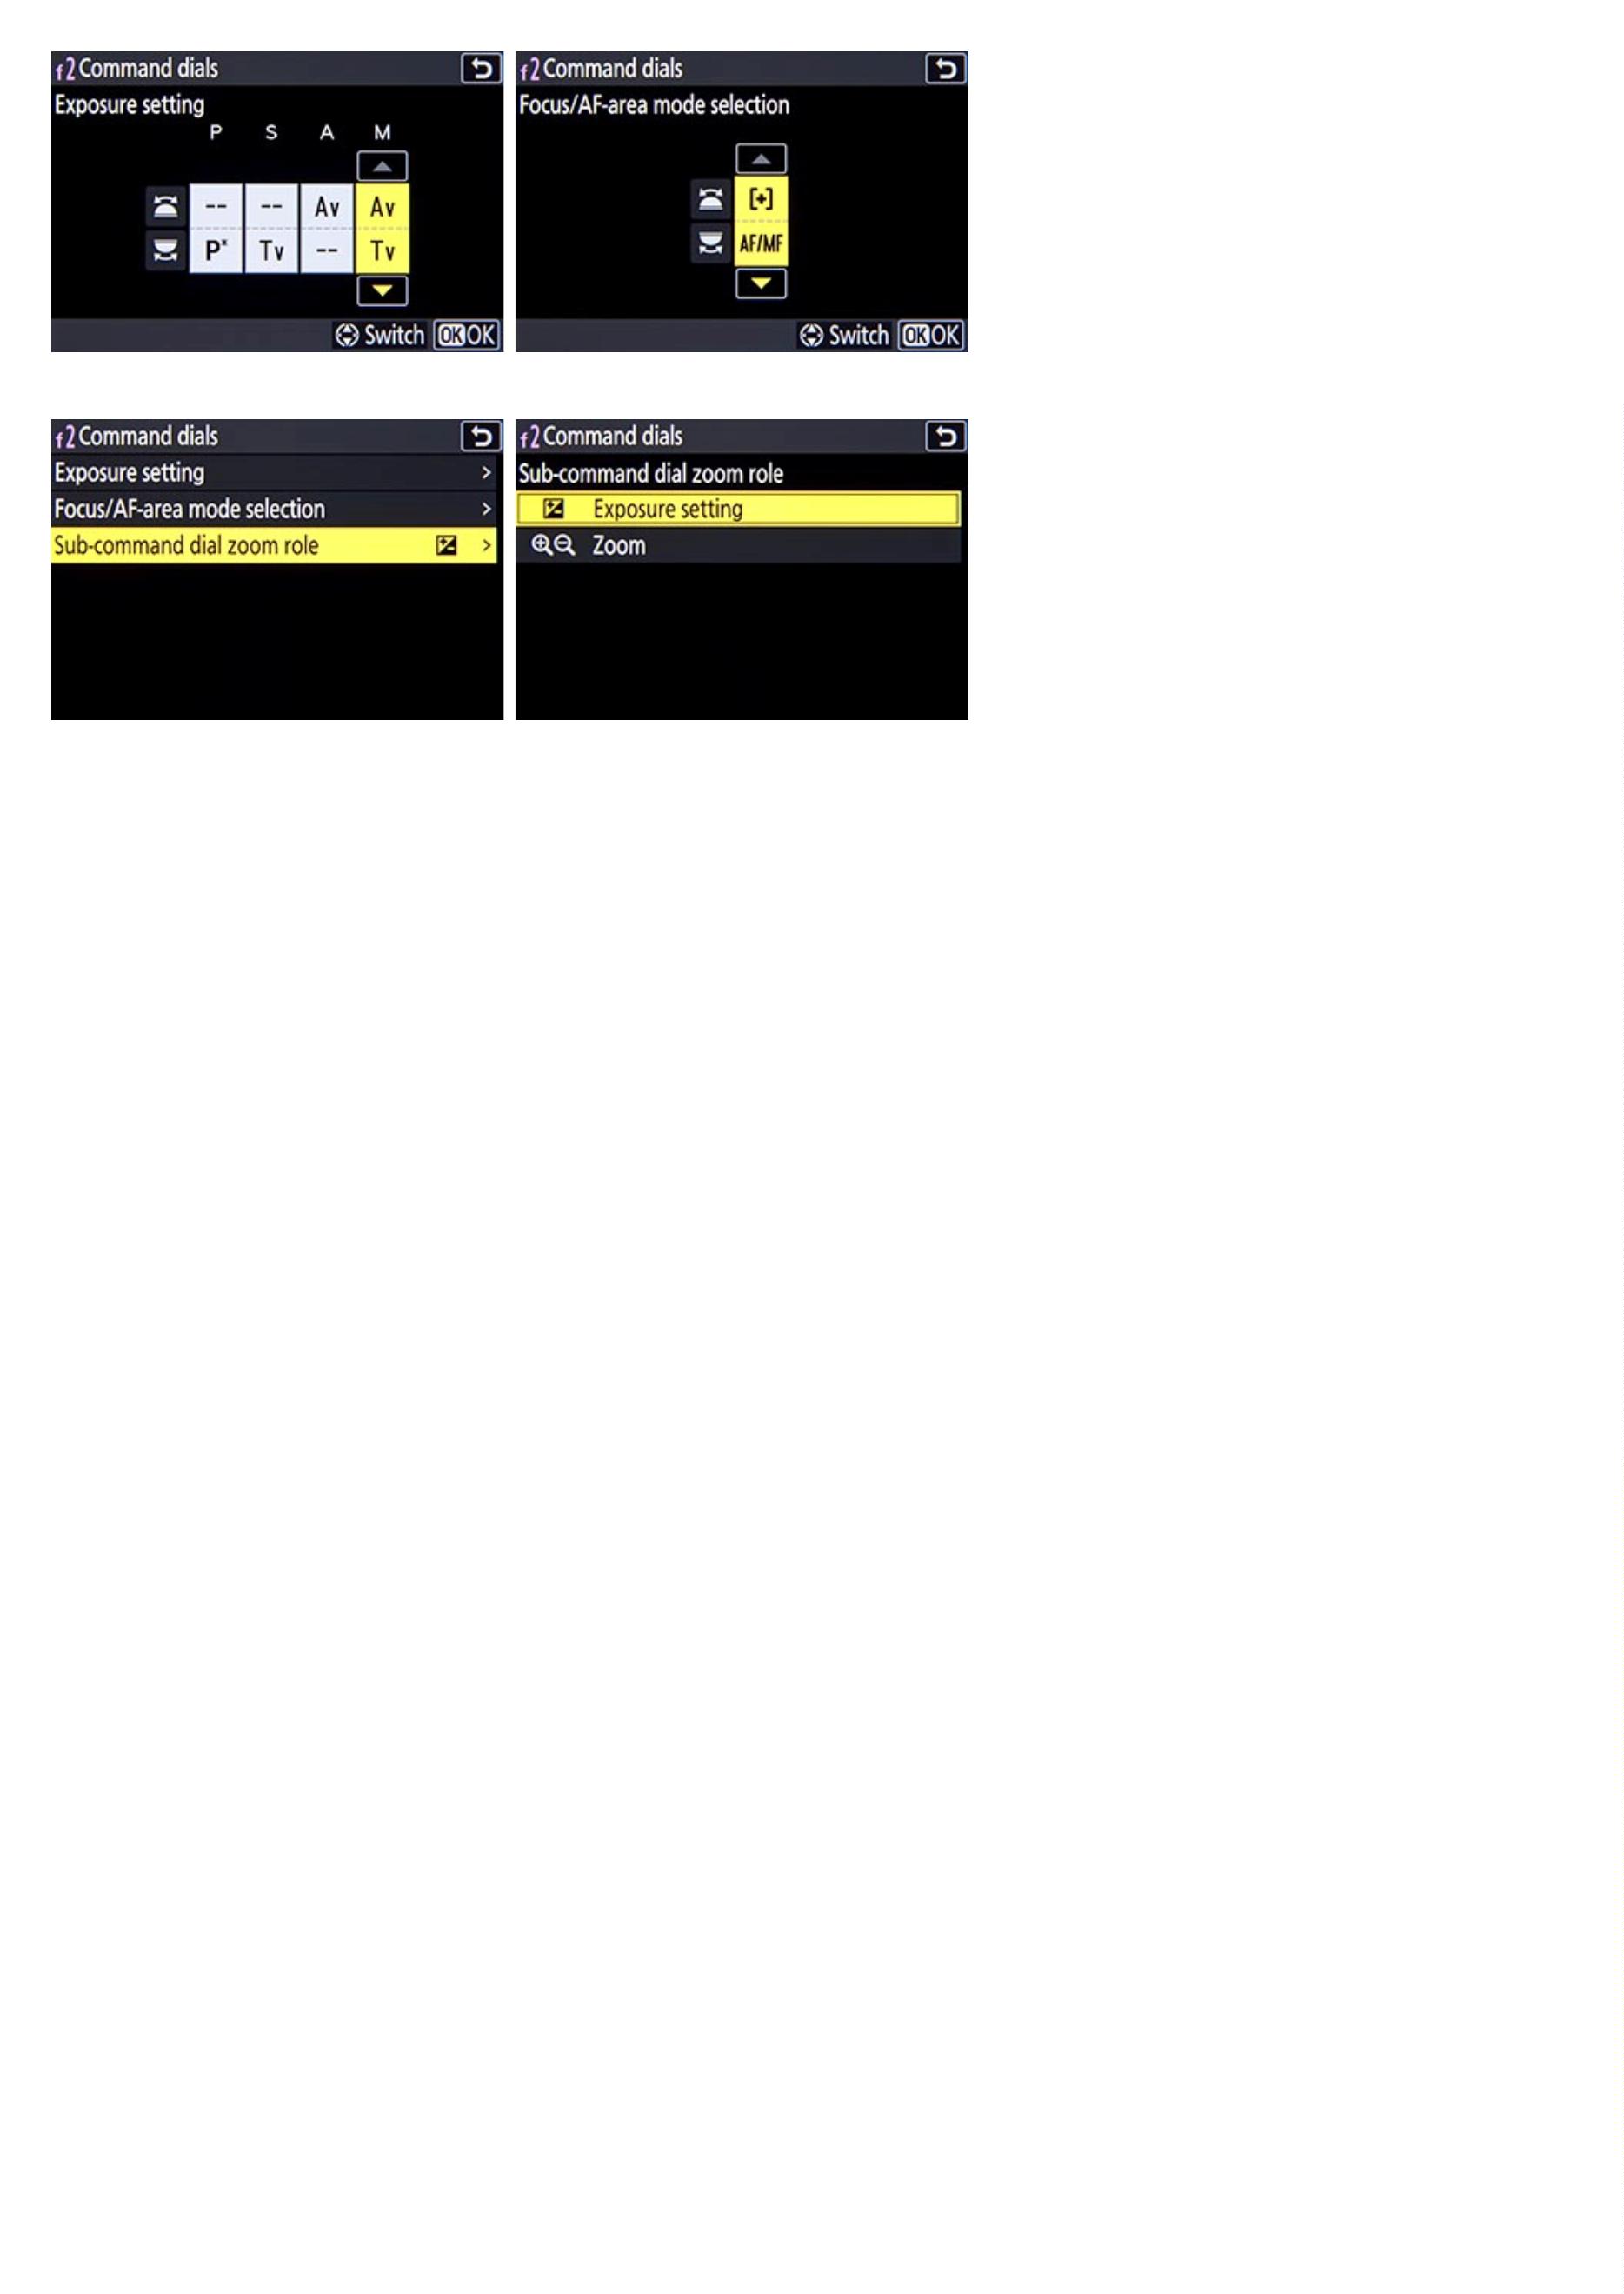 f2 Command dials
Exposure setting
P S A M
-- -- Av Av
P* Tv -- Tv
Switch OK OK
f2 Command dials
Focus/AF-area mode selection
[+]
AF/MF
Switch OK OK
f2 Command dials
Exposure setting >
Focus/AF-area mode selection >
Sub-command dial zoom role >
f2 Command dials
Sub-command dial zoom role
Exposure setting
Zoom